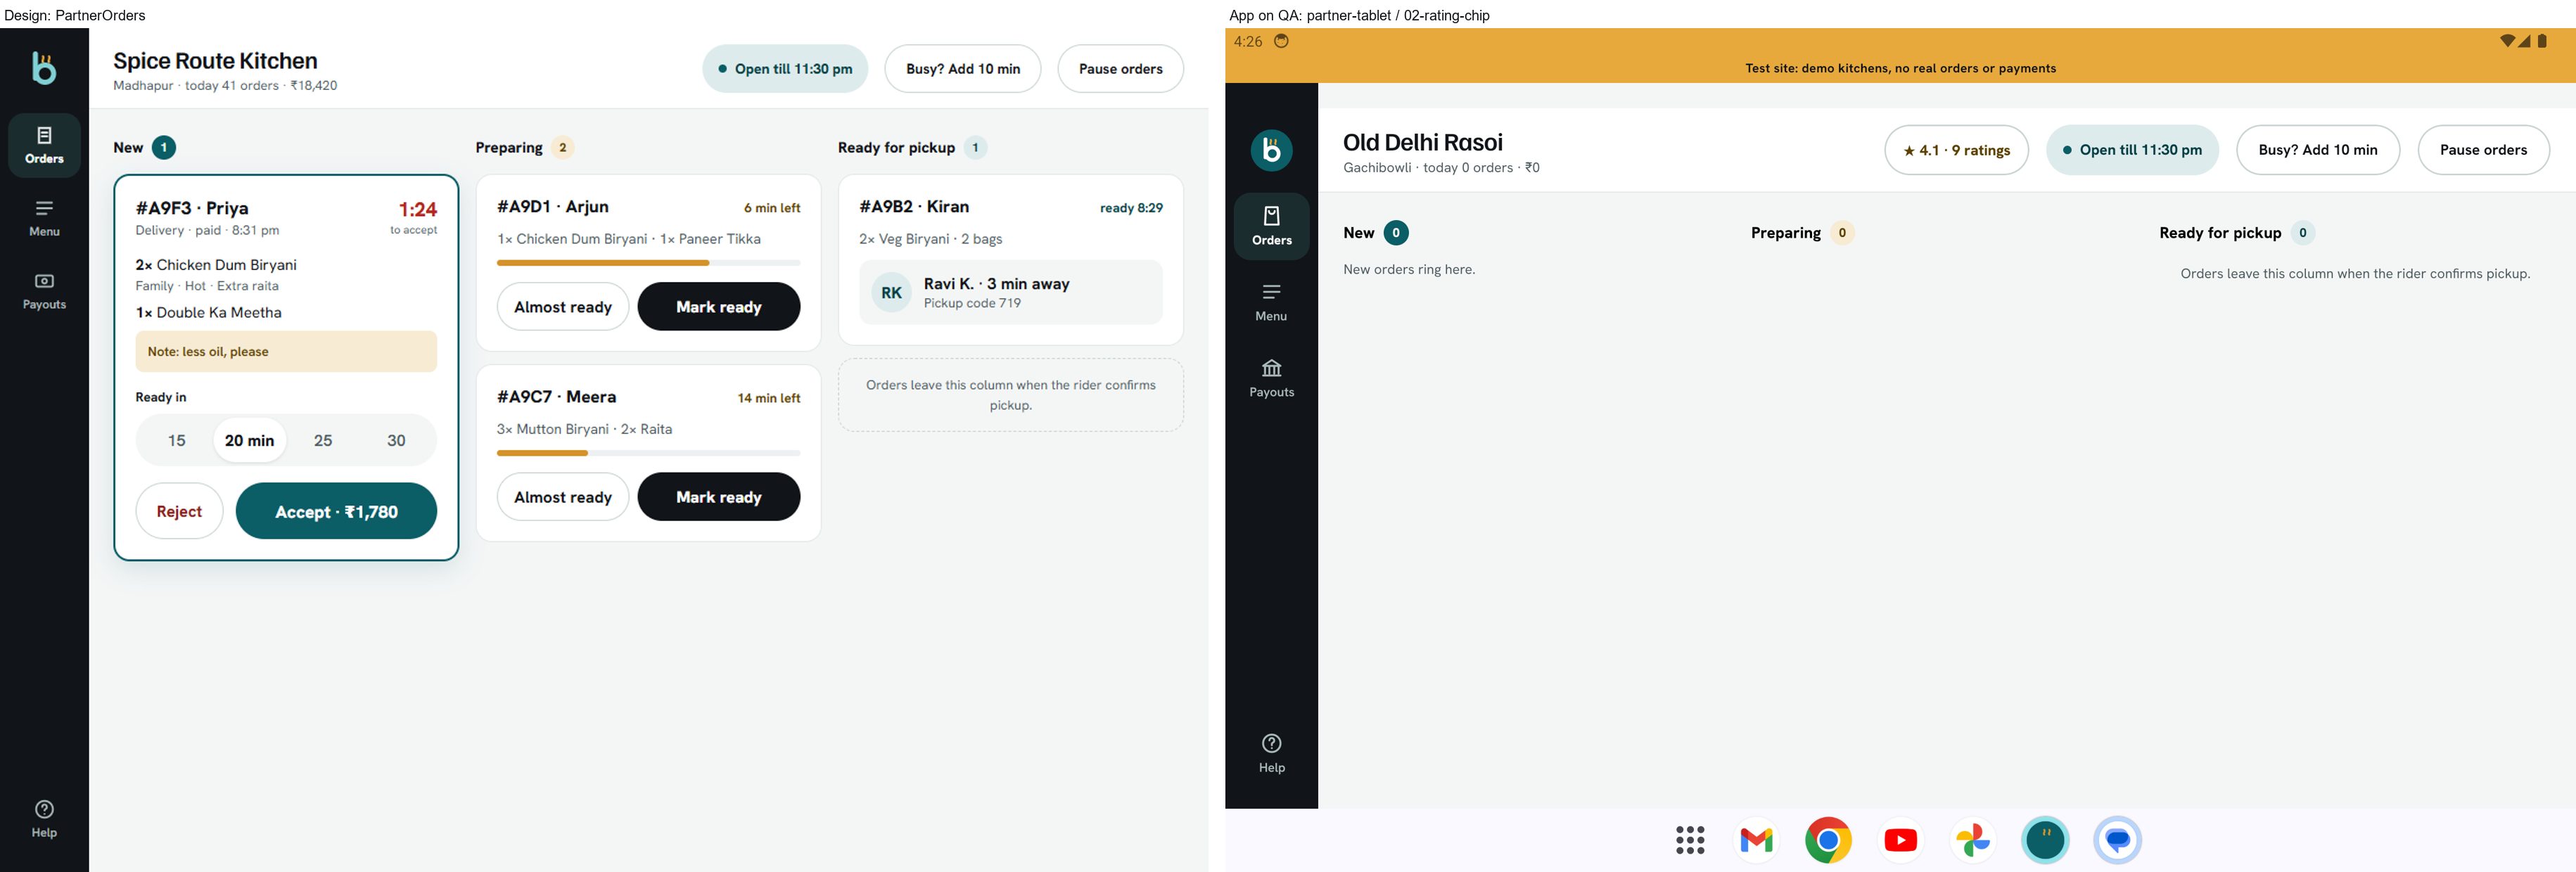 Design: PartnerOrders
b
Spice Route Kitchen
Madhapur · today 41 orders · ₹18,420
Open till 11:30 pm
Busy? Add 10 min
Pause orders
Orders
Menu
Payouts
Help
New 1
#A9F3 · Priya
1:24
Delivery · paid · 8:31 pm
to accept
2× Chicken Dum Biryani
Family · Hot · Extra raita
1× Double Ka Meetha
Note: less oil, please
Ready in
15 20 min 25 30
Reject
Accept · ₹1,780
Preparing 2
#A9D1 · Arjun
6 min left
1× Chicken Dum Biryani · 1× Paneer Tikka
Almost ready
Mark ready
#A9C7 · Meera
14 min left
3× Mutton Biryani · 2× Raita
Almost ready
Mark ready
Ready for pickup 1
#A9B2 · Kiran
ready 8:29
2× Veg Biryani · 2 bags
RK
Ravi K. · 3 min away
Pickup code 719
Orders leave this column when the rider confirms
pickup.
App on QA: partner-tablet / 02-rating-chip
4:26
Test site: demo kitchens, no real orders or payments
b
Old Delhi Rasoi
Gachibowli · today 0 orders · ₹0
★ 4.1 · 9 ratings
Open till 11:30 pm
Busy? Add 10 min
Pause orders
Orders
Menu
Payouts
Help
New 0
New orders ring here.
Preparing 0
Ready for pickup 0
Orders leave this column when the rider confirms pickup.